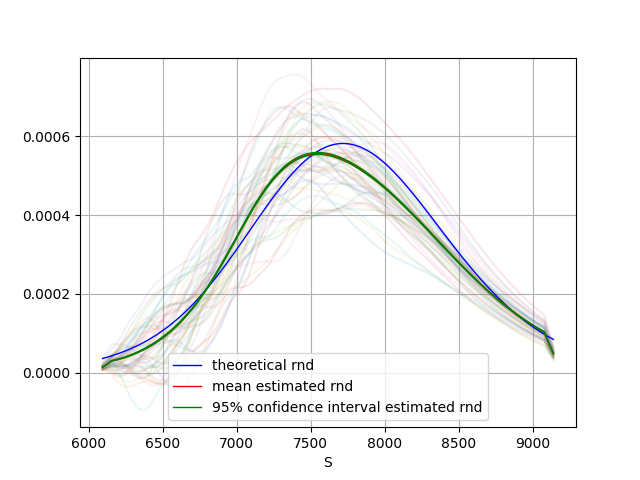 0.0006
0.0004
0.0002
0.0000
theoretical rnd
mean estimated rnd
95% confidence interval estimated rnd
6000 6500 7000 7500 8000 8500 9000
S